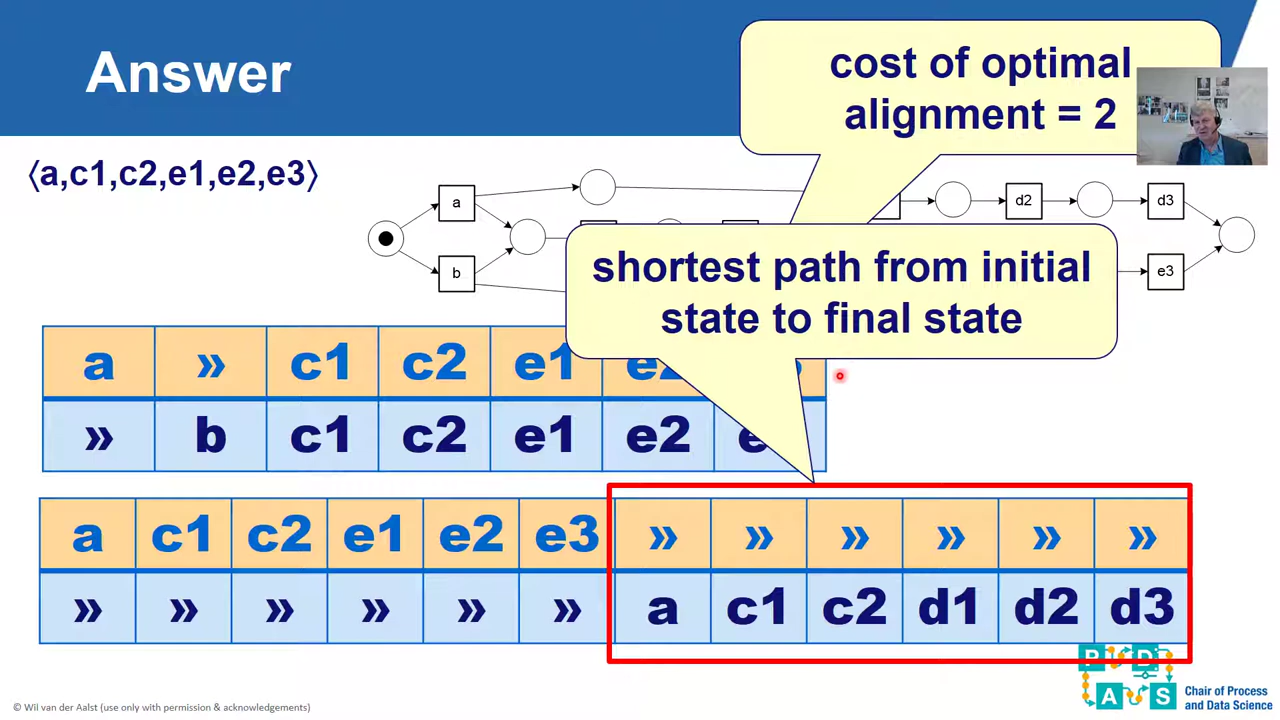 Answer
cost of optimal
alignment = 2
⟨a,c1,c2,e1,e2,e3⟩
a
d2
d3
b
e3
shortest path from initial
state to final state
a » c1 c2 e1
» b c1 c2 e1 e2
a c1 c2 e1 e2 e3 » » » » » »
» » » » » » a c1 c2 d1 d2 d3
P D
A S
Chair of Process
and Data Science
© Wil van der Aalst (use only with permission & acknowledgements)